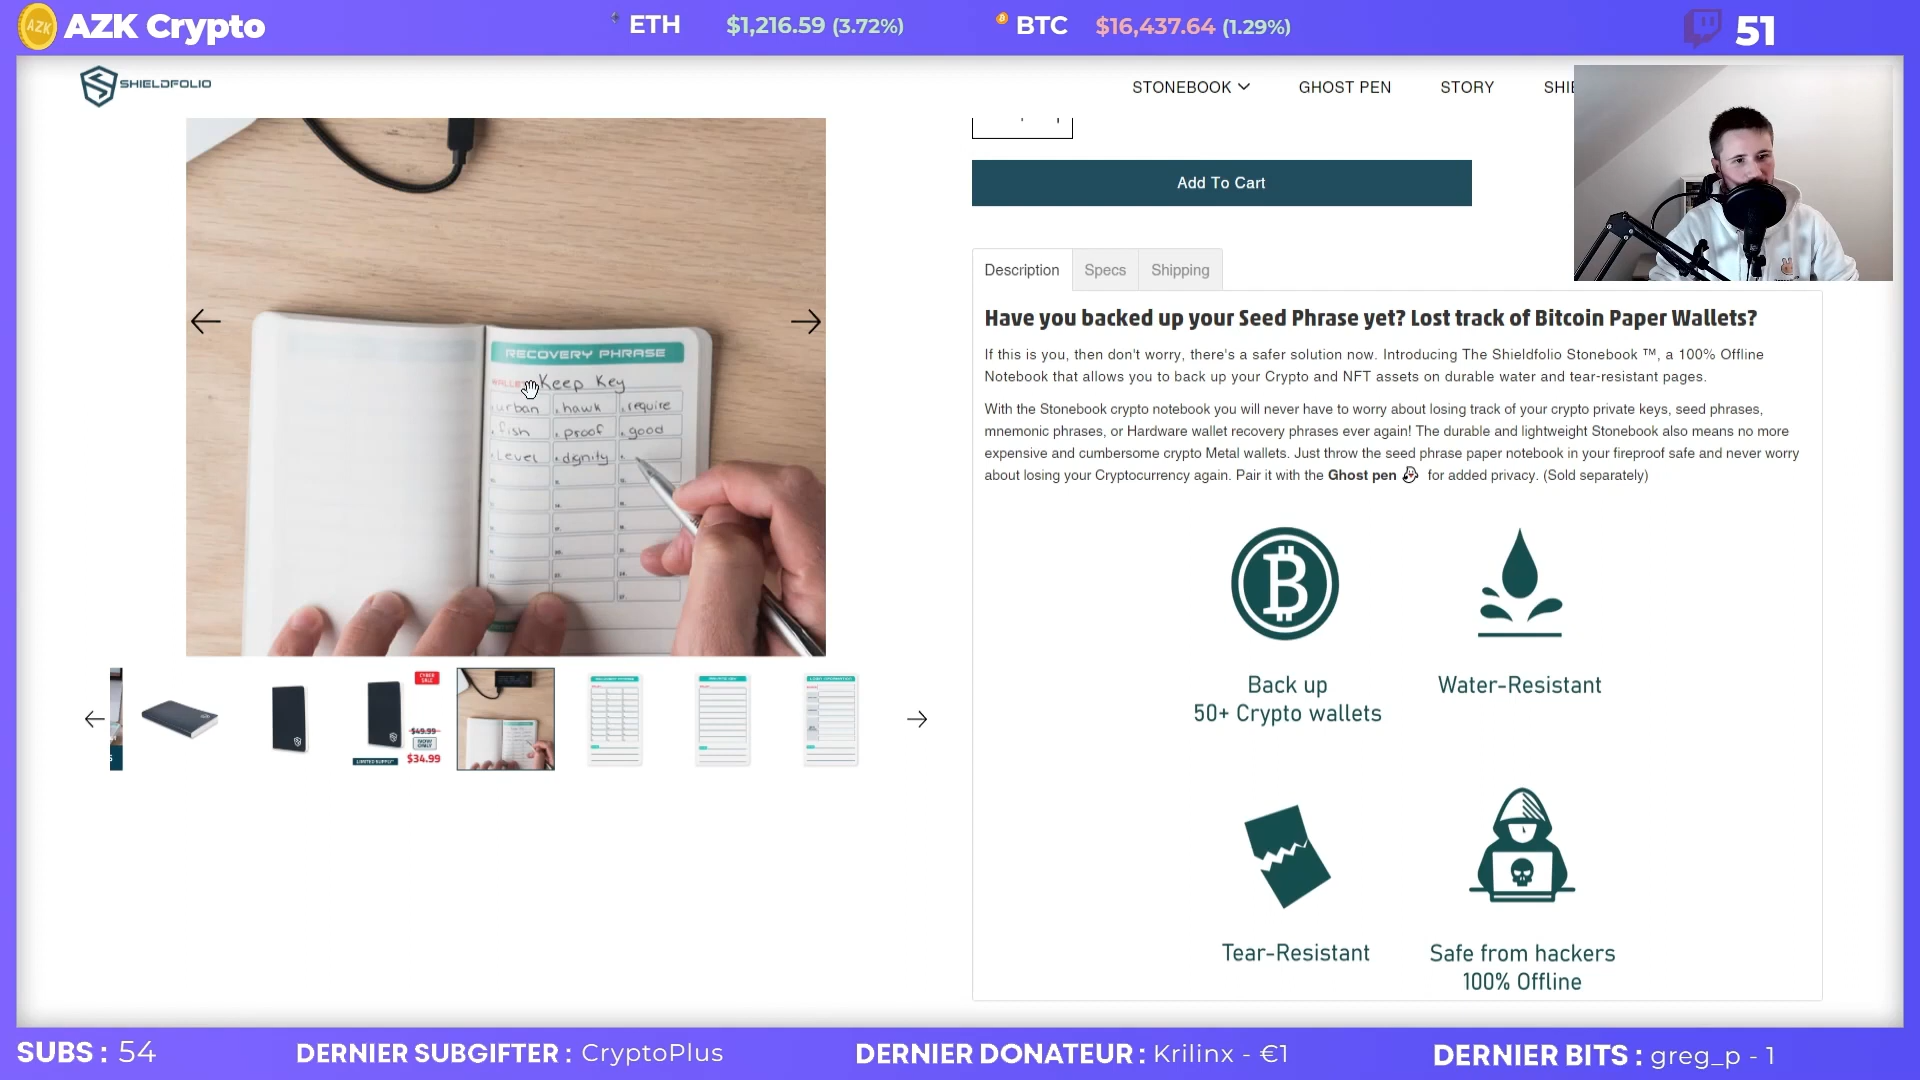 AZK
AZK Crypto
ETH $1,216.59 (3.72%)
BTC $16,437.64 (1.29%)
51
SHIELDFOLIO
STONEBOOK
GHOST PEN
STORY
SHIE
Add To Cart
RECOVERY PHRASE
Keep Key
urban hawk require
fish proof good
Level dignity
CYBER SALE
$49.99
NOW ONLY
$34.99
LIMITED SUPPLY
Description Specs Shipping
Have you backed up your Seed Phrase yet? Lost track of Bitcoin Paper Wallets?
If this is you, then don't worry, there's a safer solution now. Introducing The Shieldfolio Stonebook ™, a 100% Offline
Notebook that allows you to back up your Crypto and NFT assets on durable water and tear-resistant pages.
With the Stonebook crypto notebook you will never have to worry about losing track of your crypto private keys, seed phrases,
mnemonic phrases, or Hardware wallet recovery phrases ever again! The durable and lightweight Stonebook also means no more
expensive and cumbersome crypto Metal wallets. Just throw the seed phrase paper notebook in your fireproof safe and never worry
about losing your Cryptocurrency again. Pair it with the Ghost pen for added privacy. (Sold separately)
Back up
50+ Crypto wallets
Water-Resistant
Tear-Resistant
Safe from hackers
100% Offline
SUBS : 54
DERNIER SUBGIFTER : CryptoPlus
DERNIER DONATEUR : Krilinx - €1
DERNIER BITS : greg_p - 1